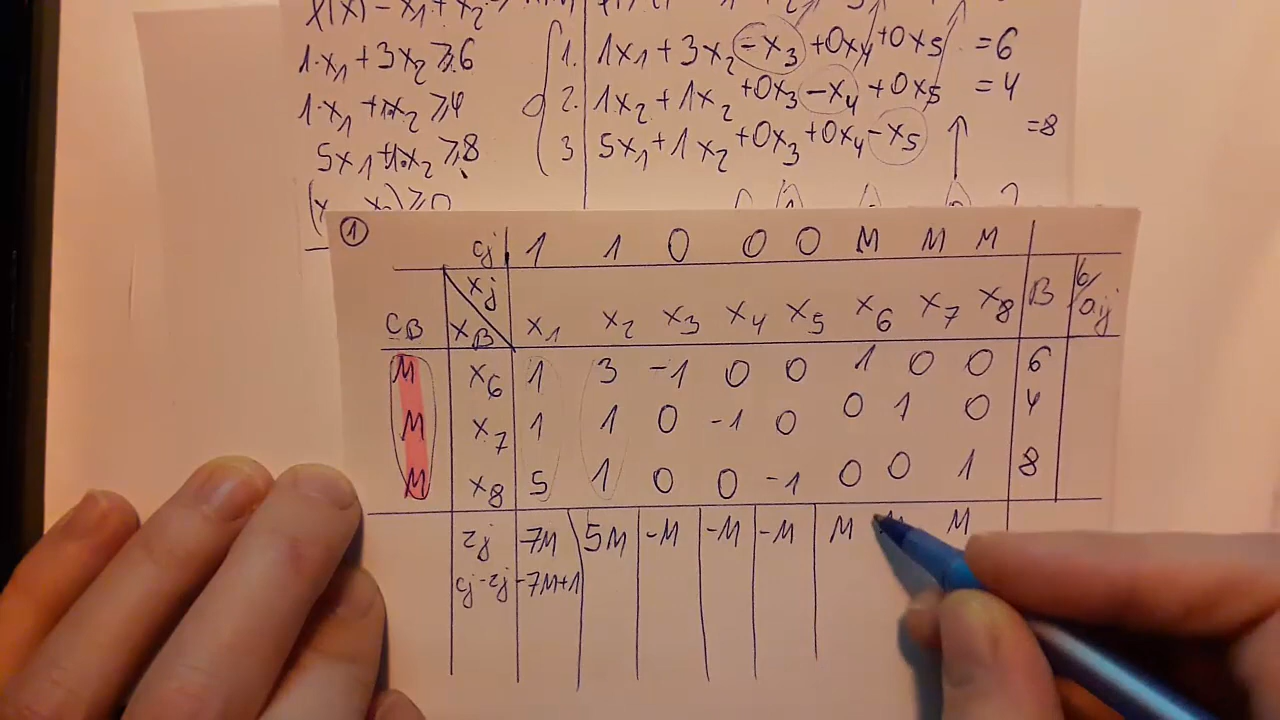 1·x₁ + 3x₂ ≥ 6
1·x₁ + 1·x₂ ≥ 4
5x₁ + 1·x₂ ≥ 8
1. 1x₁ + 3x₂ -x₃ +0x₄ +0x₅ =6
2. 1x₂ + 1x₂ +0x₃ -x₄ +0x₅ =4
3 5x₁ + 1x₂ +0x₃ +0x₄ -x₅ =8
1
cj 1 1 0 0 0 M M M
xj
cB xB x₁ x₂ x₃ x₄ x₅ x₆ x₇ x₈ B b/aij
M x₆ 1 3 -1 0 0 1 0 0 6
M x₇ 1 1 0 -1 0 0 1 0 4
M x₈ 5 1 0 0 -1 0 0 1 8
zj 7M 5M -M -M -M M M M
cj-zj -7M+1